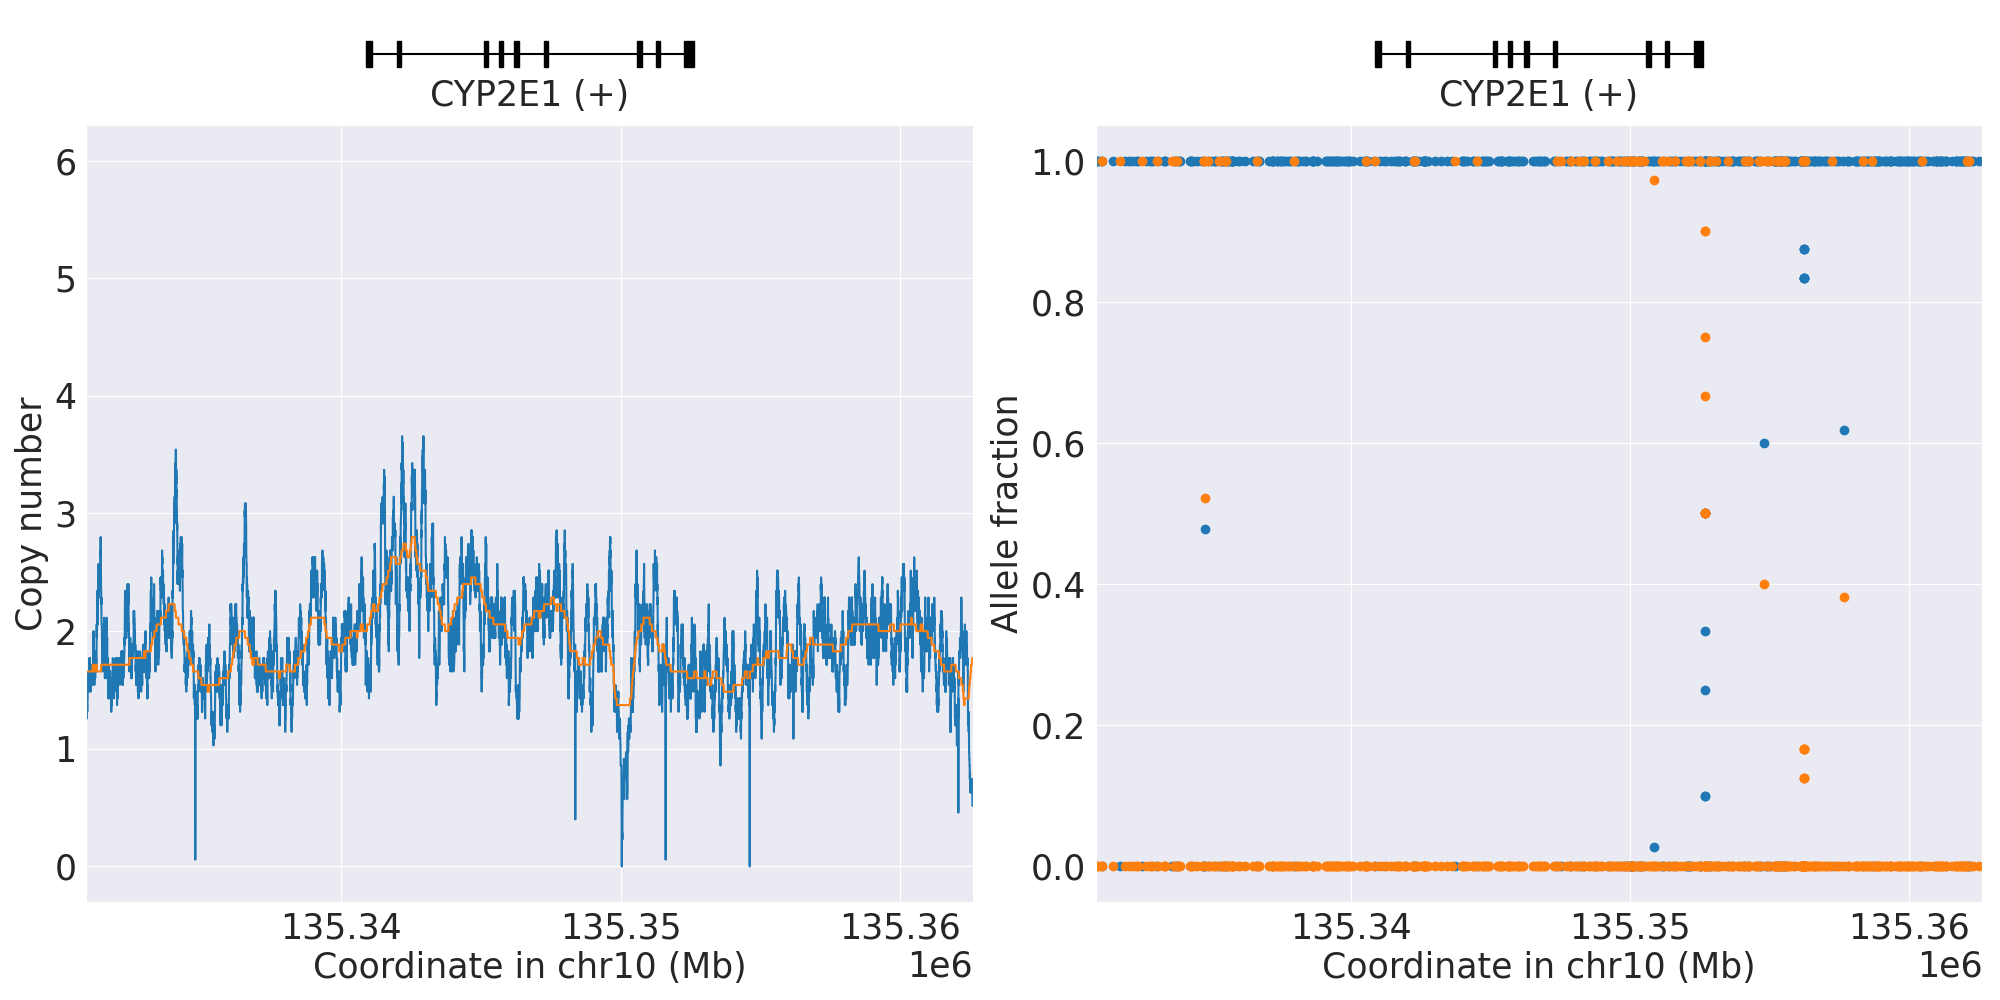 CYP2E1 (+)
6
5
4
3
2
1
0
Copy number
135.34 135.35 135.36
Coordinate in chr10 (Mb)
1e6
CYP2E1 (+)
1.0
0.8
0.6
0.4
0.2
0.0
Allele fraction
135.34 135.35 135.36
Coordinate in chr10 (Mb)
1e6